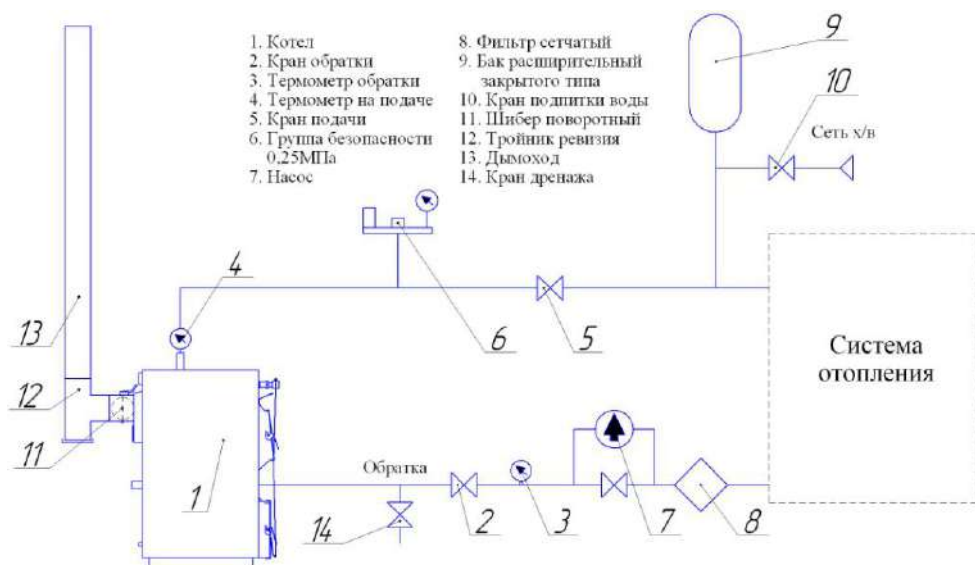 1. Котел
2. Кран обратки
3. Термометр обратки
4. Термометр на подаче
5. Кран подачи
6. Группа безопасности
0,25МПа
7. Насос
8. Фильтр сетчатый
9. Бак расширительный
закрытого типа
10. Кран подпитки воды
11. Шибер поворотный
12. Тройник ревизия
13. Дымоход
14. Кран дренажа
9
10
Сеть х/в
4
13
6
5
12
Система
отопления
11
1
Обратка
14
2
3
7
8